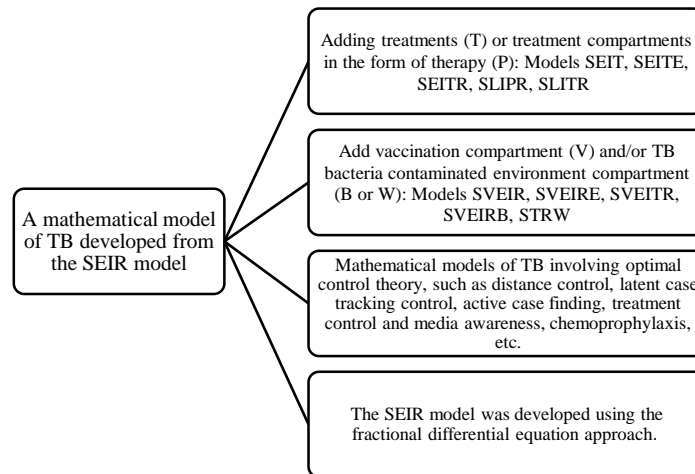 A mathematical model
of TB developed from
the SEIR model
Adding treatments (T) or treatment compartments
in the form of therapy (P): Models SEIT, SEITE,
SEITR, SLIPR, SLITR
Add vaccination compartment (V) and/or TB
bacteria contaminated environment compartment
(B or W): Models SVEIR, SVEIRE, SVEITR,
SVEIRB, STRW
Mathematical models of TB involving optimal
control theory, such as distance control, latent case
tracking control, active case finding, treatment
control and media awareness, chemoprophylaxis,
etc.
The SEIR model was developed using the
fractional differential equation approach.